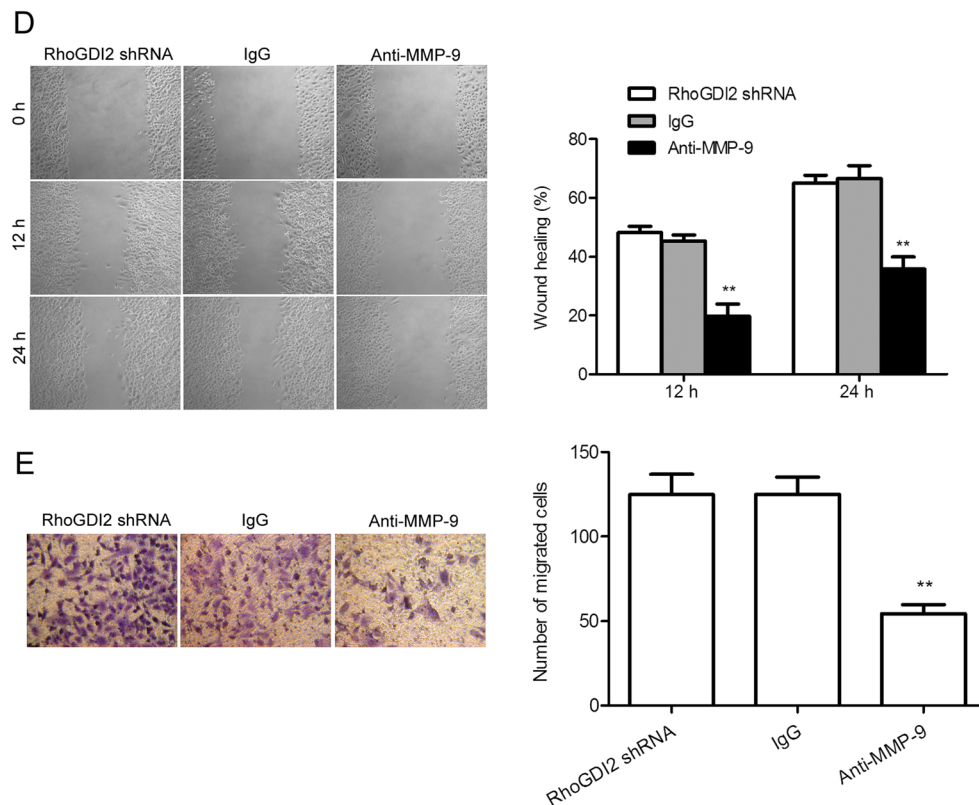 D
RhoGDI2 shRNA
IgG
Anti-MMP-9
0 h
12 h
24 h
RhoGDI2 shRNA
IgG
Anti-MMP-9
Wound healing (%)
80
60
40
20
0
**
**
12 h
24 h
E
RhoGDI2 shRNA
IgG
Anti-MMP-9
Number of migrated cells
150
100
50
0
**
RhoGDI2 shRNA
IgG
Anti-MMP-9